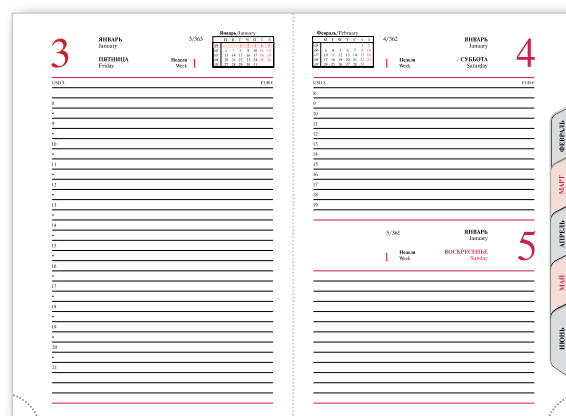 3
ЯНВАРЬ
January
ПЯТНИЦА
Friday
3/363
Неделя
Week 1
Январь/January
USD $ EUR €
8
9
10
11
12
13
14
15
16
17
18
19
20
21
Февраль/February
4/362
1 Неделя
Week
ЯНВАРЬ
January
СУББОТА
Saturday
4
USD $ EUR €
8
9
10
11
12
13
14
15
16
17
18
19
5/361
1 Неделя
Week
ЯНВАРЬ
January
ВОСКРЕСЕНЬЕ
Sunday
5
ФЕВРАЛЬ
МАРТ
АПРЕЛЬ
МАЙ
ИЮНЬ